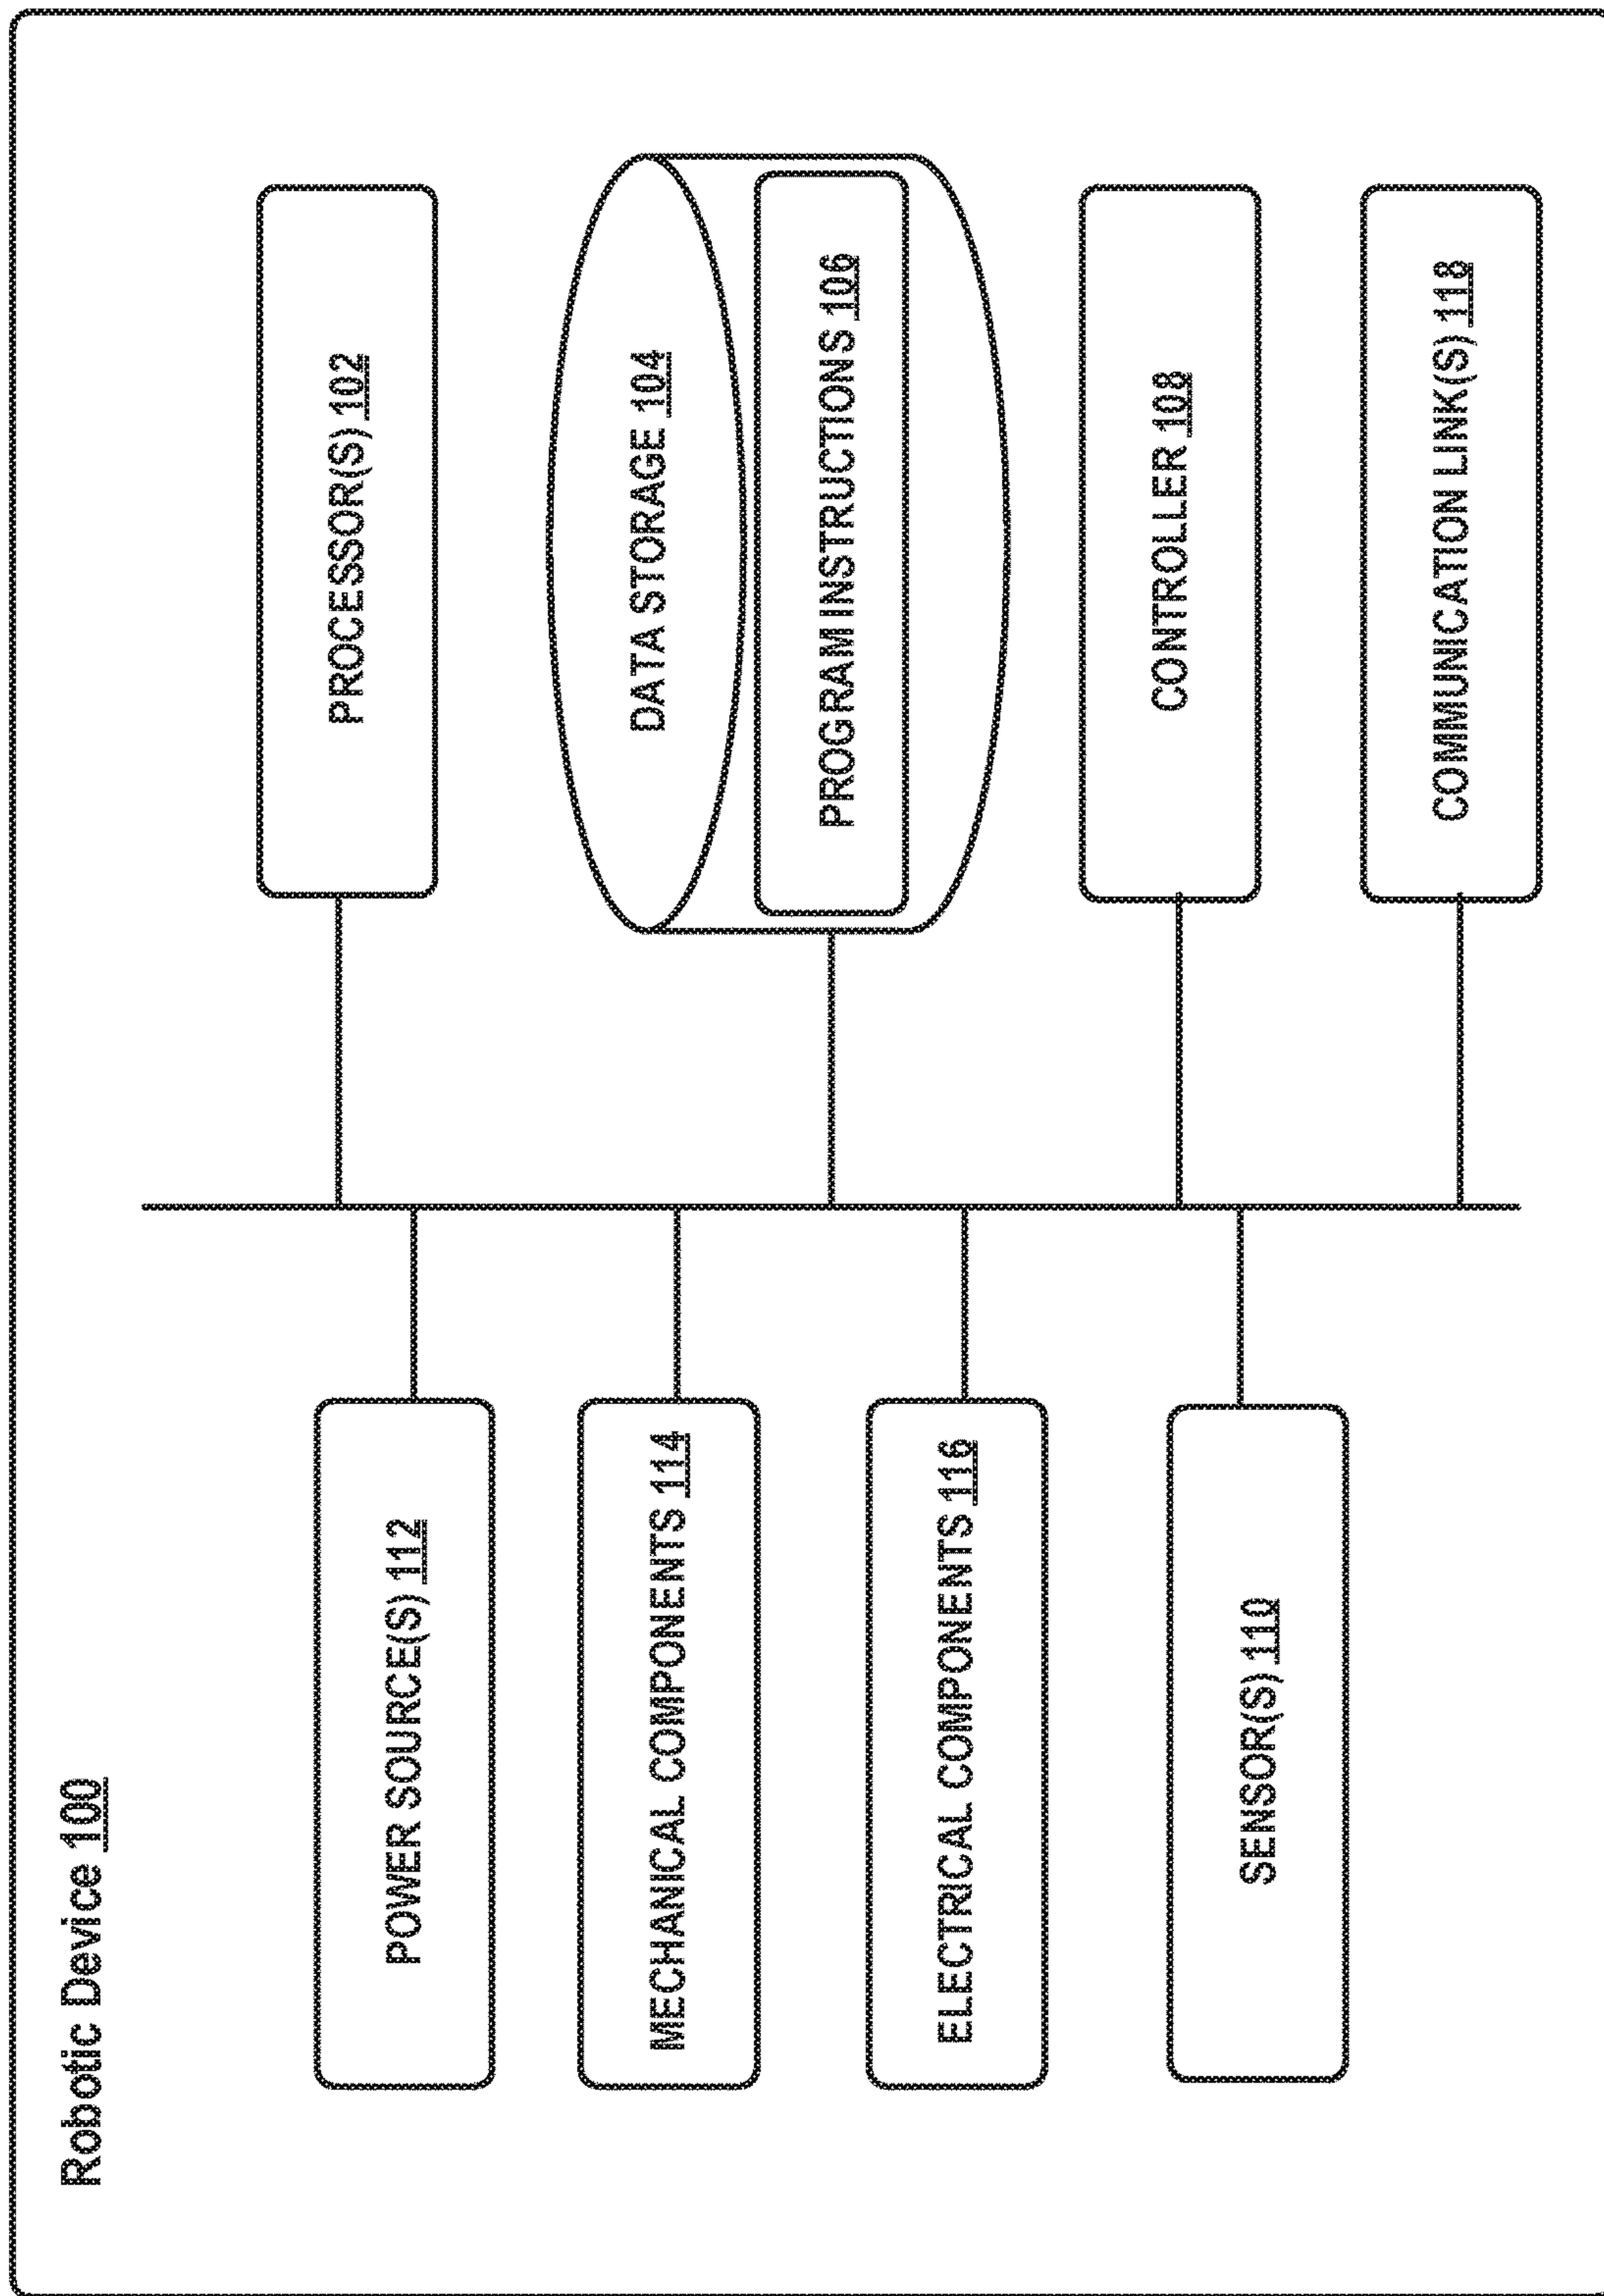 Robotic Device 100
POWER SOURCE(S) 112
MECHANICAL COMPONENTS 114
ELECTRICAL COMPONENTS 116
SENSOR(S) 110
PROCESSOR(S) 102
DATA STORAGE 104
PROGRAM INSTRUCTIONS 106
CONTROLLER 108
COMMUNICATION LINK(S) 118